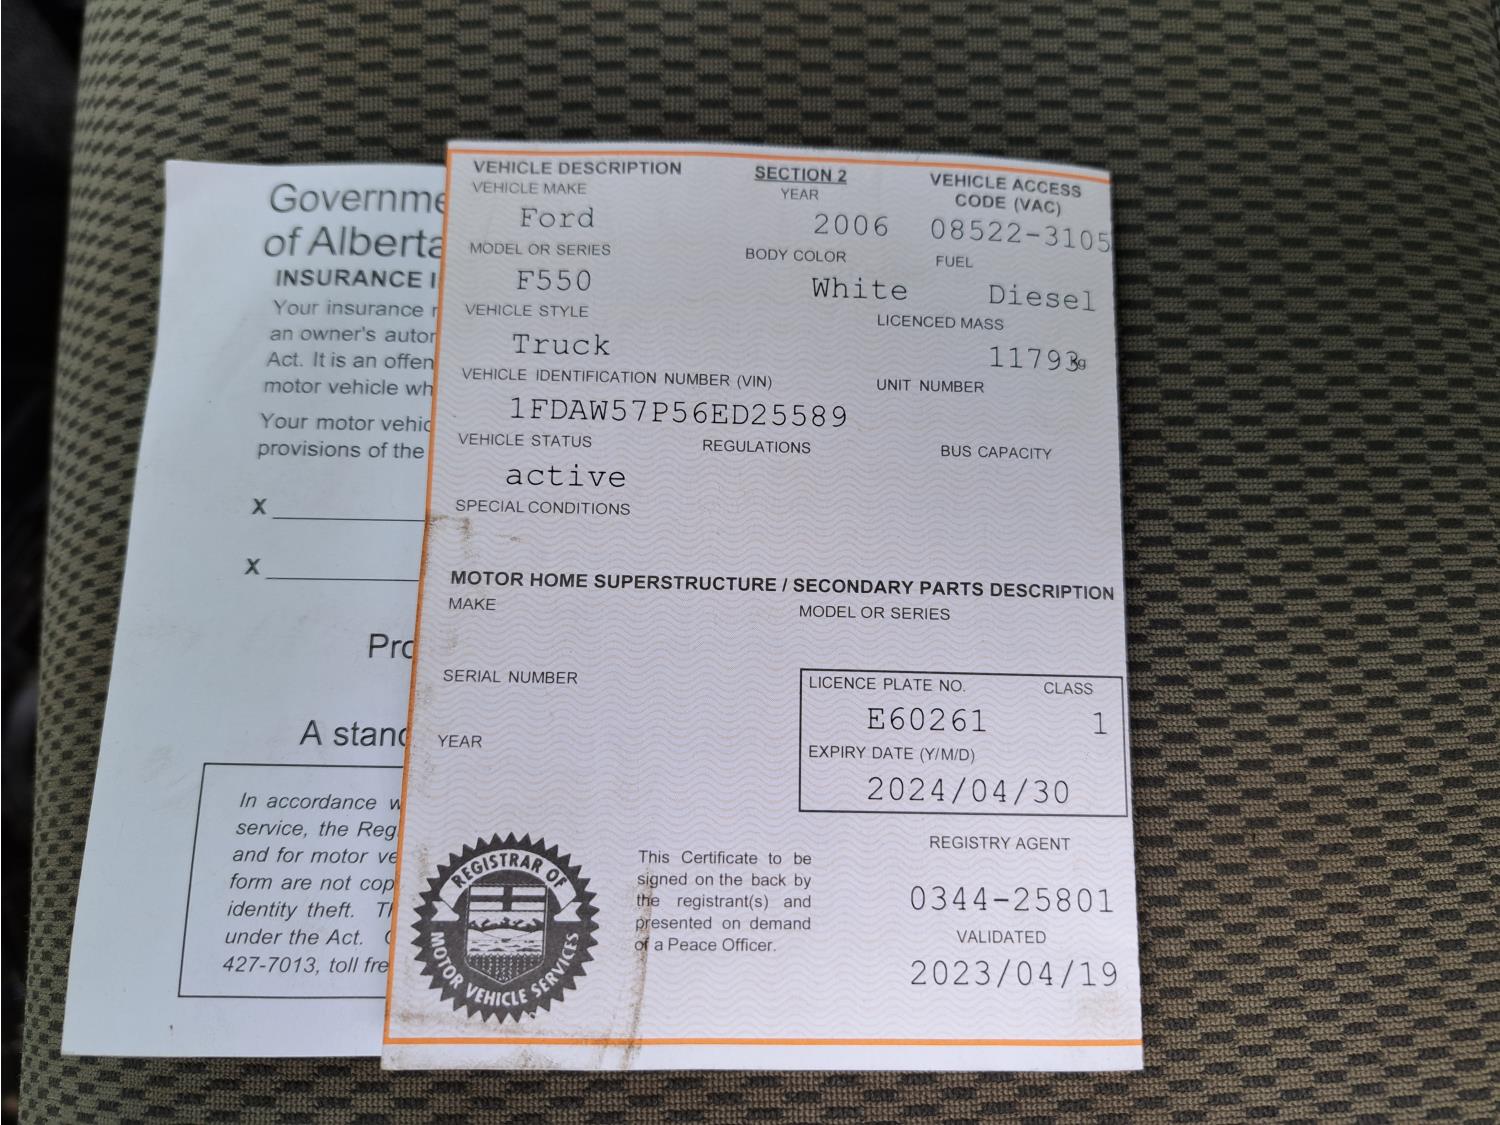 Governme
of Alberta
INSURANCE I
Your insurance r
an owner's autor
Act. It is an offen
motor vehicle wh
Your motor vehic
provisions of the
X
X
Pro
A stand
In accordance w
service, the Reg
and for motor ve
form are not cop
identity theft. Th
under the Act. C
427-7013, toll fre
VEHICLE DESCRIPTION SECTION 2 VEHICLE ACCESS
VEHICLE MAKE YEAR CODE (VAC)
Ford 2006 08522-3105
MODEL OR SERIES BODY COLOR FUEL
F550 White Diesel
VEHICLE STYLE LICENCED MASS
Truck 11793kg
VEHICLE IDENTIFICATION NUMBER (VIN) UNIT NUMBER
1FDAW57P56ED25589
VEHICLE STATUS REGULATIONS BUS CAPACITY
active
SPECIAL CONDITIONS
MOTOR HOME SUPERSTRUCTURE / SECONDARY PARTS DESCRIPTION
MAKE MODEL OR SERIES
SERIAL NUMBER
YEAR
LICENCE PLATE NO. CLASS
E60261 1
EXPIRY DATE (Y/M/D)
2024/04/30
REGISTRAR OF
MOTOR VEHICLE SERVICES
This Certificate to be
signed on the back by
the registrant(s) and
presented on demand
of a Peace Officer.
REGISTRY AGENT
0344-25801
VALIDATED
2023/04/19